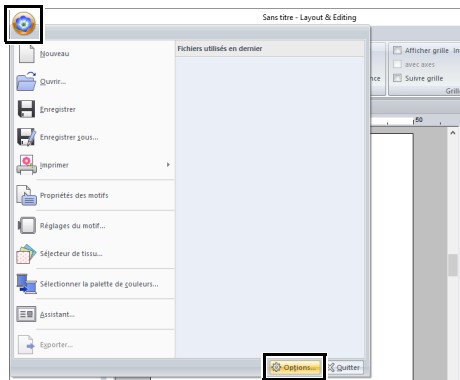 Sans titre - Layout & Editing
Nouveau
Fichiers utilisés en dernier
Ouvrir...
Enregistrer
Enregistrer sous...
Imprimer
Propriétés des motifs
Réglages du motif...
Sélecteur de tissu...
Sélectionner la palette de couleurs...
Assistant...
Exporter...
Options...
Quitter
Afficher grille
avec axes
Suivre grille
50